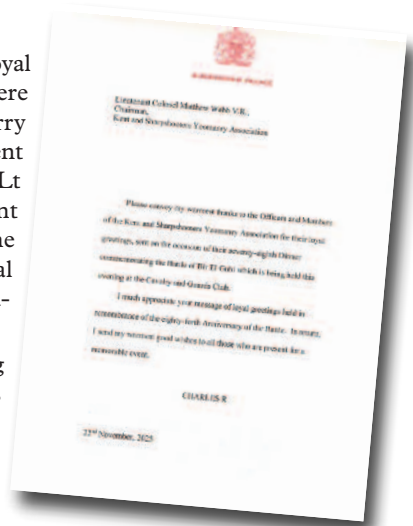 oyal
ere
rry
ent
Lt
nt
ne
al
-
g
BUCKINGHAM PALACE
Lieutenant Colonel Matthew Webb V.R.,
Chairman,
Kent and Sharpshooters Yeomanry Association
Please convey my warmest thanks to the Officers and Members
of the Kent and Sharpshooters Yeomanry Association for their loyal
greetings, sent on the occasion of their seventy-eighth Dinner
commemorating the Battle of Bir El Gubi which is being held this
evening at the Cavalry and Guards Club.
I much appreciate your message of loyal greetings held in
remembrance of the eighty-fourth Anniversary of the Battle. In return,
I send my warmest good wishes to all those who are present for a
memorable event.
CHARLES R
22nd November, 2025